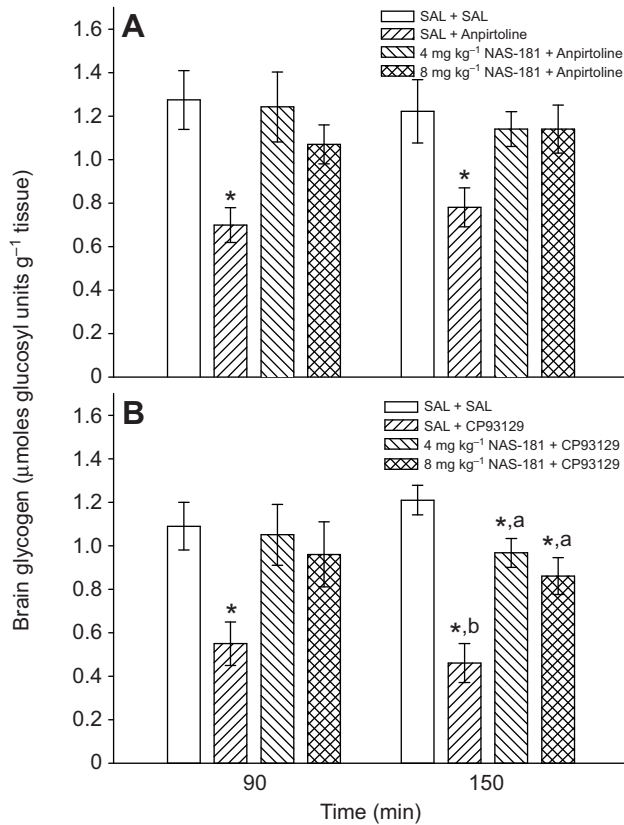 Brain glycogen (μmoles glucosyl units g⁻¹ tissue)
A
SAL + SAL
SAL + Anpirtoline
4 mg kg⁻¹ NAS-181 + Anpirtoline
8 mg kg⁻¹ NAS-181 + Anpirtoline
1.6
1.4
1.2
1.0
0.8
0.6
0.4
0.2
0
*
*
B
SAL + SAL
SAL + CP93129
4 mg kg⁻¹ NAS-181 + CP93129
8 mg kg⁻¹ NAS-181 + CP93129
1.6
1.4
1.2
1.0
0.8
0.6
0.4
0.2
0
*
*,b
*,a
*,a
90
150
Time (min)